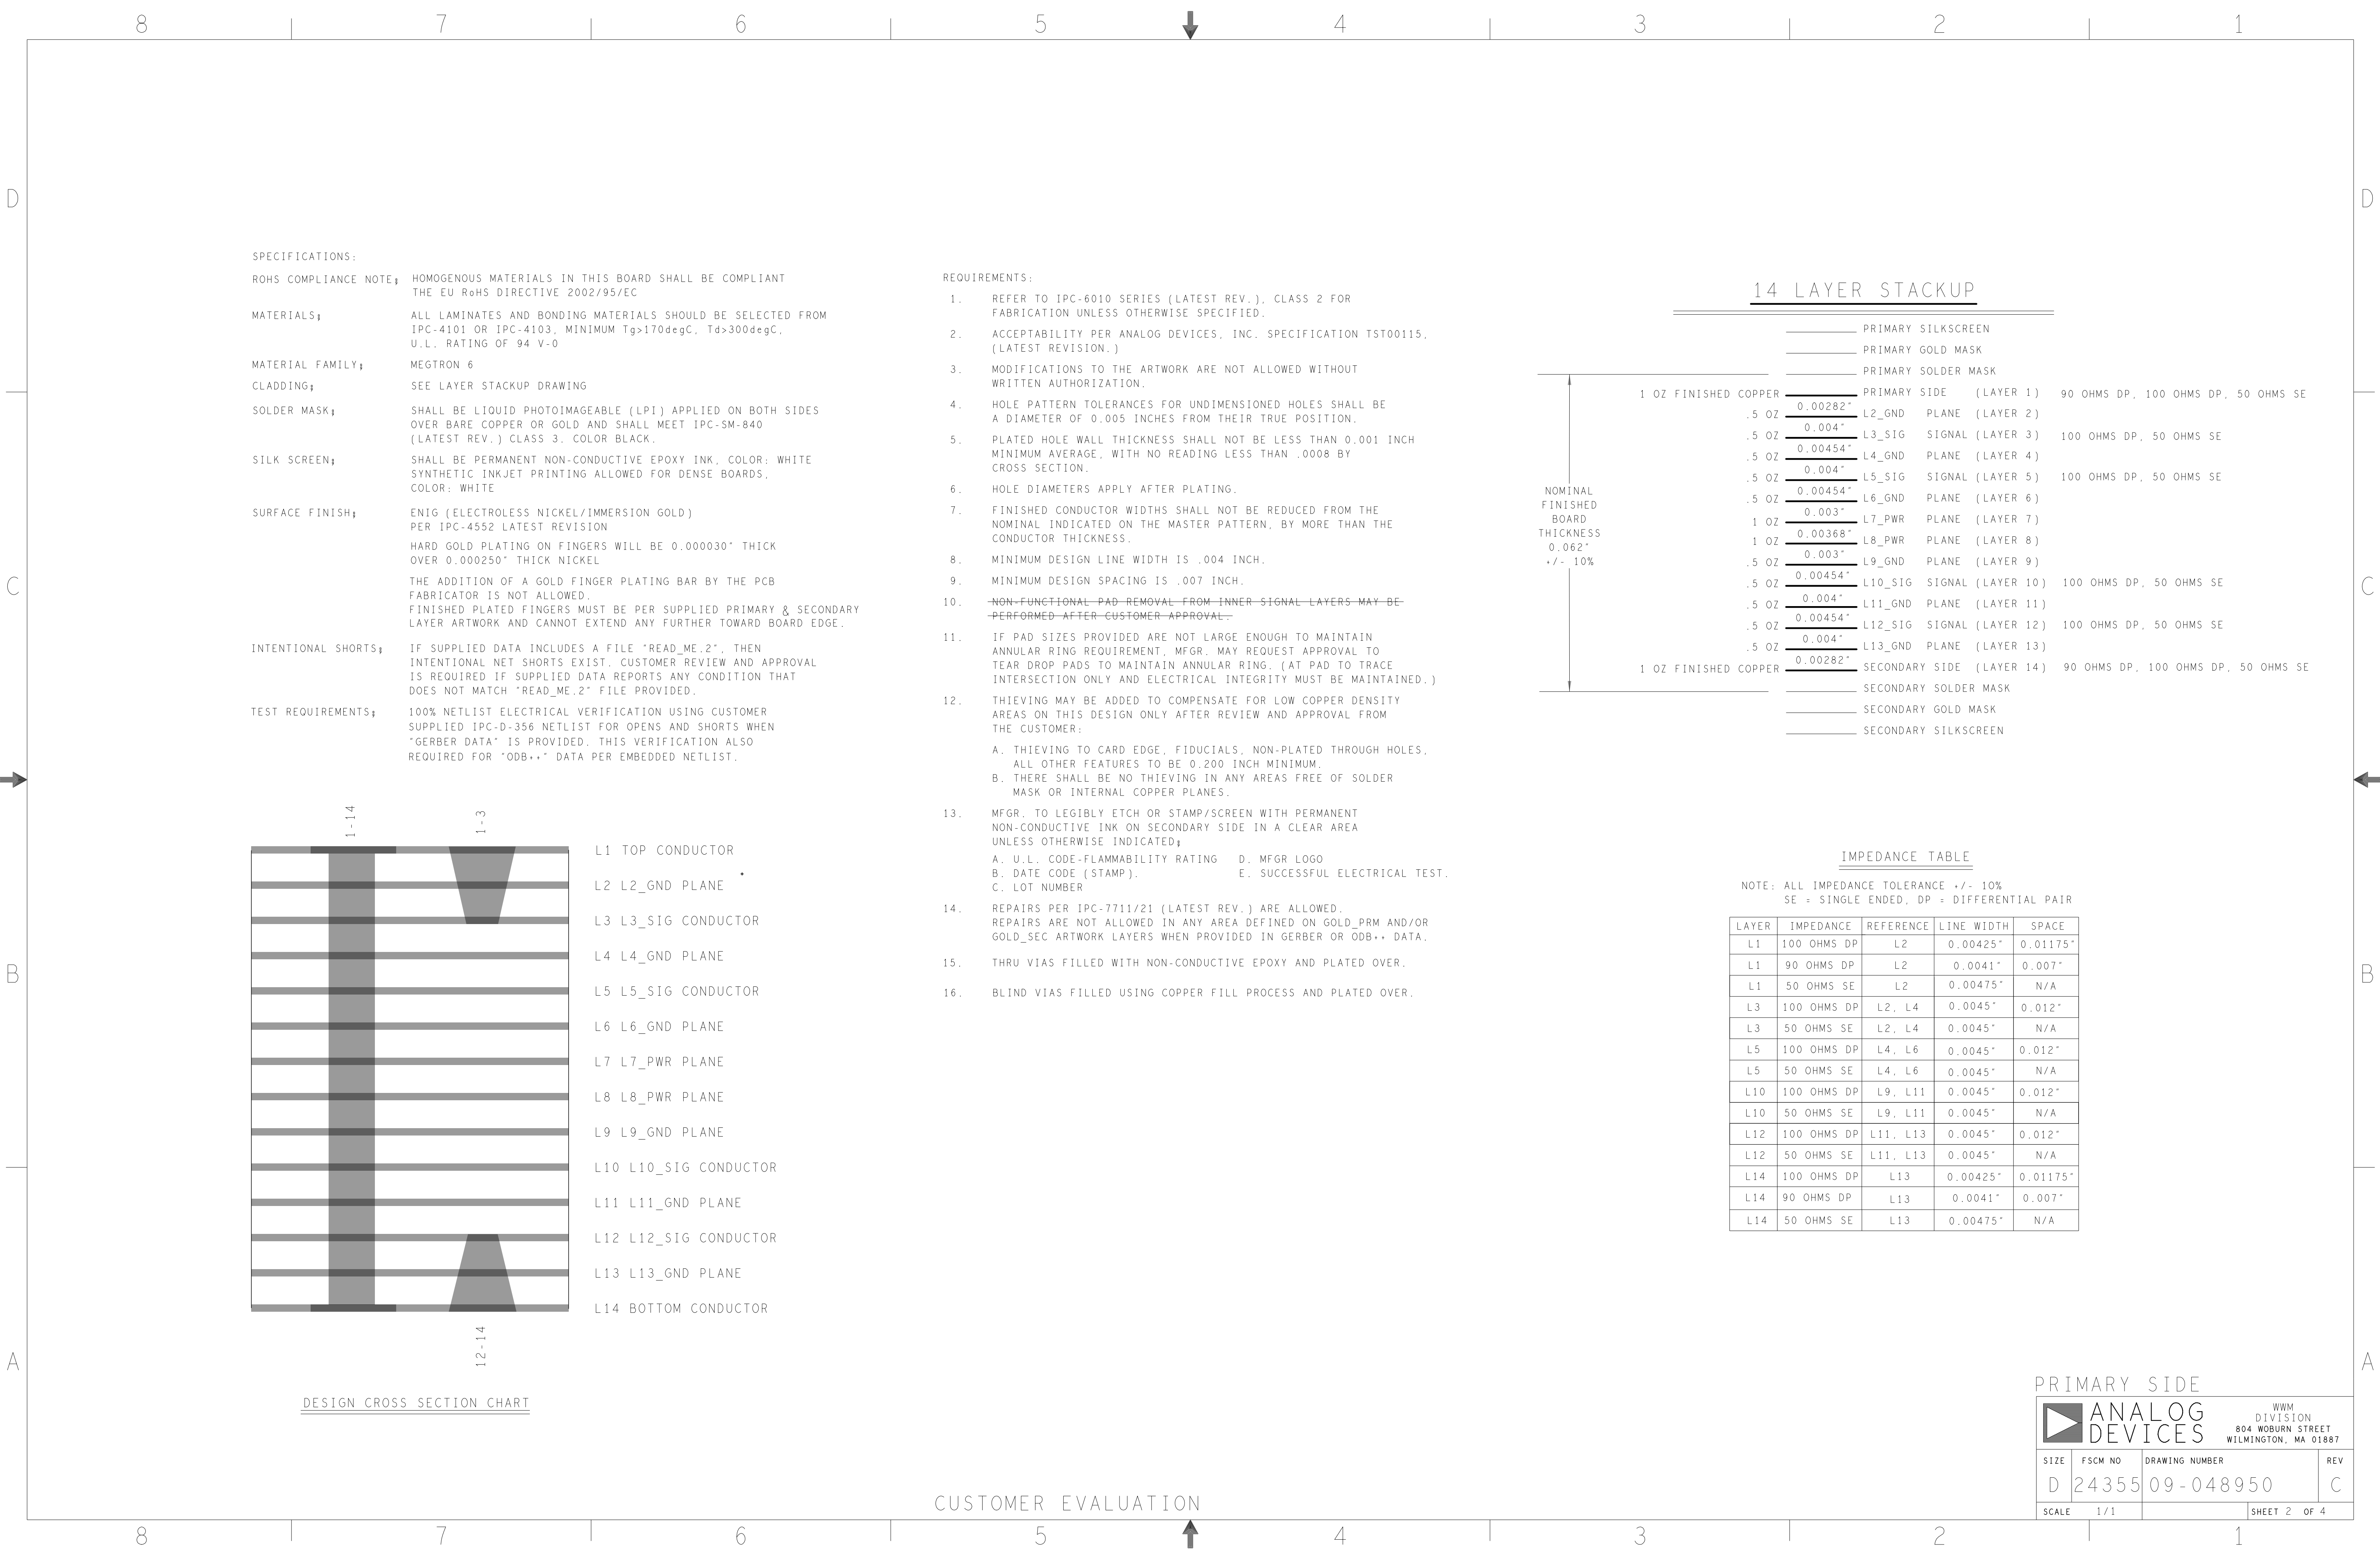 8 7 6 5 4 3 2 1
D D
C C
B B
A A
SPECIFICATIONS:
ROHS COMPLIANCE NOTE: HOMOGENOUS MATERIALS IN THIS BOARD SHALL BE COMPLIANT
THE EU RoHS DIRECTIVE 2002/95/EC
MATERIALS: ALL LAMINATES AND BONDING MATERIALS SHOULD BE SELECTED FROM
IPC-4101 OR IPC-4103, MINIMUM Tg>170degC, Td>300degC,
U.L. RATING OF 94 V-0
MATERIAL FAMILY: MEGTRON 6
CLADDING: SEE LAYER STACKUP DRAWING
SOLDER MASK: SHALL BE LIQUID PHOTOIMAGEABLE (LPI) APPLIED ON BOTH SIDES
OVER BARE COPPER OR GOLD AND SHALL MEET IPC-SM-840
(LATEST REV.) CLASS 3. COLOR BLACK.
SILK SCREEN: SHALL BE PERMANENT NON-CONDUCTIVE EPOXY INK, COLOR: WHITE
SYNTHETIC INKJET PRINTING ALLOWED FOR DENSE BOARDS,
COLOR: WHITE
SURFACE FINISH: ENIG (ELECTROLESS NICKEL/IMMERSION GOLD)
PER IPC-4552 LATEST REVISION
HARD GOLD PLATING ON FINGERS WILL BE 0.000030" THICK
OVER 0.000250" THICK NICKEL
THE ADDITION OF A GOLD FINGER PLATING BAR BY THE PCB
FABRICATOR IS NOT ALLOWED.
FINISHED PLATED FINGERS MUST BE PER SUPPLIED PRIMARY & SECONDARY
LAYER ARTWORK AND CANNOT EXTEND ANY FURTHER TOWARD BOARD EDGE.
INTENTIONAL SHORTS: IF SUPPLIED DATA INCLUDES A FILE "READ_ME.2", THEN
INTENTIONAL NET SHORTS EXIST. CUSTOMER REVIEW AND APPROVAL
IS REQUIRED IF SUPPLIED DATA REPORTS ANY CONDITION THAT
DOES NOT MATCH "READ_ME.2" FILE PROVIDED.
TEST REQUIREMENTS: 100% NETLIST ELECTRICAL VERIFICATION USING CUSTOMER
SUPPLIED IPC-D-356 NETLIST FOR OPENS AND SHORTS WHEN
"GERBER DATA" IS PROVIDED. THIS VERIFICATION ALSO
REQUIRED FOR "ODB++" DATA PER EMBEDDED NETLIST.
1-14 1-3
L1 TOP CONDUCTOR
L2 L2_GND PLANE
L3 L3_SIG CONDUCTOR
L4 L4_GND PLANE
L5 L5_SIG CONDUCTOR
L6 L6_GND PLANE
L7 L7_PWR PLANE
L8 L8_PWR PLANE
L9 L9_GND PLANE
L10 L10_SIG CONDUCTOR
L11 L11_GND PLANE
L12 L12_SIG CONDUCTOR
L13 L13_GND PLANE
L14 BOTTOM CONDUCTOR
12-14
DESIGN CROSS SECTION CHART
REQUIREMENTS:
1. REFER TO IPC-6010 SERIES (LATEST REV.), CLASS 2 FOR
FABRICATION UNLESS OTHERWISE SPECIFIED.
2. ACCEPTABILITY PER ANALOG DEVICES, INC. SPECIFICATION TST00115,
(LATEST REVISION.)
3. MODIFICATIONS TO THE ARTWORK ARE NOT ALLOWED WITHOUT
WRITTEN AUTHORIZATION.
4. HOLE PATTERN TOLERANCES FOR UNDIMENSIONED HOLES SHALL BE
A DIAMETER OF 0.005 INCHES FROM THEIR TRUE POSITION.
5. PLATED HOLE WALL THICKNESS SHALL NOT BE LESS THAN 0.001 INCH
MINIMUM AVERAGE, WITH NO READING LESS THAN .0008 BY
CROSS SECTION.
6. HOLE DIAMETERS APPLY AFTER PLATING.
7. FINISHED CONDUCTOR WIDTHS SHALL NOT BE REDUCED FROM THE
NOMINAL INDICATED ON THE MASTER PATTERN, BY MORE THAN THE
CONDUCTOR THICKNESS.
8. MINIMUM DESIGN LINE WIDTH IS .004 INCH.
9. MINIMUM DESIGN SPACING IS .007 INCH.
10. NON-FUNCTIONAL PAD REMOVAL FROM INNER SIGNAL LAYERS MAY BE
PERFORMED AFTER CUSTOMER APPROVAL.
11. IF PAD SIZES PROVIDED ARE NOT LARGE ENOUGH TO MAINTAIN
ANNULAR RING REQUIREMENT, MFGR. MAY REQUEST APPROVAL TO
TEAR DROP PADS TO MAINTAIN ANNULAR RING. (AT PAD TO TRACE
INTERSECTION ONLY AND ELECTRICAL INTEGRITY MUST BE MAINTAINED.)
12. THIEVING MAY BE ADDED TO COMPENSATE FOR LOW COPPER DENSITY
AREAS ON THIS DESIGN ONLY AFTER REVIEW AND APPROVAL FROM
THE CUSTOMER:
A. THIEVING TO CARD EDGE, FIDUCIALS, NON-PLATED THROUGH HOLES,
ALL OTHER FEATURES TO BE 0.200 INCH MINIMUM.
B. THERE SHALL BE NO THIEVING IN ANY AREAS FREE OF SOLDER
MASK OR INTERNAL COPPER PLANES.
13. MFGR. TO LEGIBLY ETCH OR STAMP/SCREEN WITH PERMANENT
NON-CONDUCTIVE INK ON SECONDARY SIDE IN A CLEAR AREA
UNLESS OTHERWISE INDICATED:
A. U.L. CODE-FLAMMABILITY RATING D. MFGR LOGO
B. DATE CODE (STAMP). E. SUCCESSFUL ELECTRICAL TEST.
C. LOT NUMBER
14. REPAIRS PER IPC-7711/21 (LATEST REV.) ARE ALLOWED.
REPAIRS ARE NOT ALLOWED IN ANY AREA DEFINED ON GOLD_PRM AND/OR
GOLD_SEC ARTWORK LAYERS WHEN PROVIDED IN GERBER OR ODB++ DATA.
15. THRU VIAS FILLED WITH NON-CONDUCTIVE EPOXY AND PLATED OVER.
16. BLIND VIAS FILLED USING COPPER FILL PROCESS AND PLATED OVER.
14 LAYER STACKUP
PRIMARY SILKSCREEN
PRIMARY GOLD MASK
PRIMARY SOLDER MASK
1 OZ FINISHED COPPER PRIMARY SIDE (LAYER 1) 90 OHMS DP, 100 OHMS DP, 50 OHMS SE
0.00282"
.5 OZ L2_GND PLANE (LAYER 2)
0.004"
.5 OZ L3_SIG SIGNAL (LAYER 3) 100 OHMS DP, 50 OHMS SE
0.00454"
.5 OZ L4_GND PLANE (LAYER 4)
0.004"
.5 OZ L5_SIG SIGNAL (LAYER 5) 100 OHMS DP, 50 OHMS SE
0.00454"
.5 OZ L6_GND PLANE (LAYER 6)
0.003"
1 OZ L7_PWR PLANE (LAYER 7)
0.00368"
1 OZ L8_PWR PLANE (LAYER 8)
0.003"
.5 OZ L9_GND PLANE (LAYER 9)
0.00454"
.5 OZ L10_SIG SIGNAL (LAYER 10) 100 OHMS DP, 50 OHMS SE
0.004"
.5 OZ L11_GND PLANE (LAYER 11)
0.00454"
.5 OZ L12_SIG SIGNAL (LAYER 12) 100 OHMS DP, 50 OHMS SE
0.004"
.5 OZ L13_GND PLANE (LAYER 13)
0.00282"
1 OZ FINISHED COPPER SECONDARY SIDE (LAYER 14) 90 OHMS DP, 100 OHMS DP, 50 OHMS SE
SECONDARY SOLDER MASK
SECONDARY GOLD MASK
SECONDARY SILKSCREEN
NOMINAL
FINISHED
BOARD
THICKNESS
0.062"
+/- 10%
IMPEDANCE TABLE
NOTE: ALL IMPEDANCE TOLERANCE +/- 10%
SE = SINGLE ENDED, DP = DIFFERENTIAL PAIR
LAYER IMPEDANCE REFERENCE LINE WIDTH SPACE
L1 100 OHMS DP L2 0.00425" 0.01175"
L1 90 OHMS DP L2 0.0041" 0.007"
L1 50 OHMS SE L2 0.00475" N/A
L3 100 OHMS DP L2, L4 0.0045" 0.012"
L3 50 OHMS SE L2, L4 0.0045" N/A
L5 100 OHMS DP L4, L6 0.0045" 0.012"
L5 50 OHMS SE L4, L6 0.0045" N/A
L10 100 OHMS DP L9, L11 0.0045" 0.012"
L10 50 OHMS SE L9, L11 0.0045" N/A
L12 100 OHMS DP L11, L13 0.0045" 0.012"
L12 50 OHMS SE L11, L13 0.0045" N/A
L14 100 OHMS DP L13 0.00425" 0.01175"
L14 90 OHMS DP L13 0.0041" 0.007"
L14 50 OHMS SE L13 0.00475" N/A
PRIMARY SIDE
ANALOG
DEVICES
WWM
DIVISION
804 WOBURN STREET
WILMINGTON, MA 01887
SIZE FSCM NO DRAWING NUMBER REV
D 24355 09-048950 C
SCALE 1/1 SHEET 2 OF 4
CUSTOMER EVALUATION
8 7 6 5 4 3 2 1